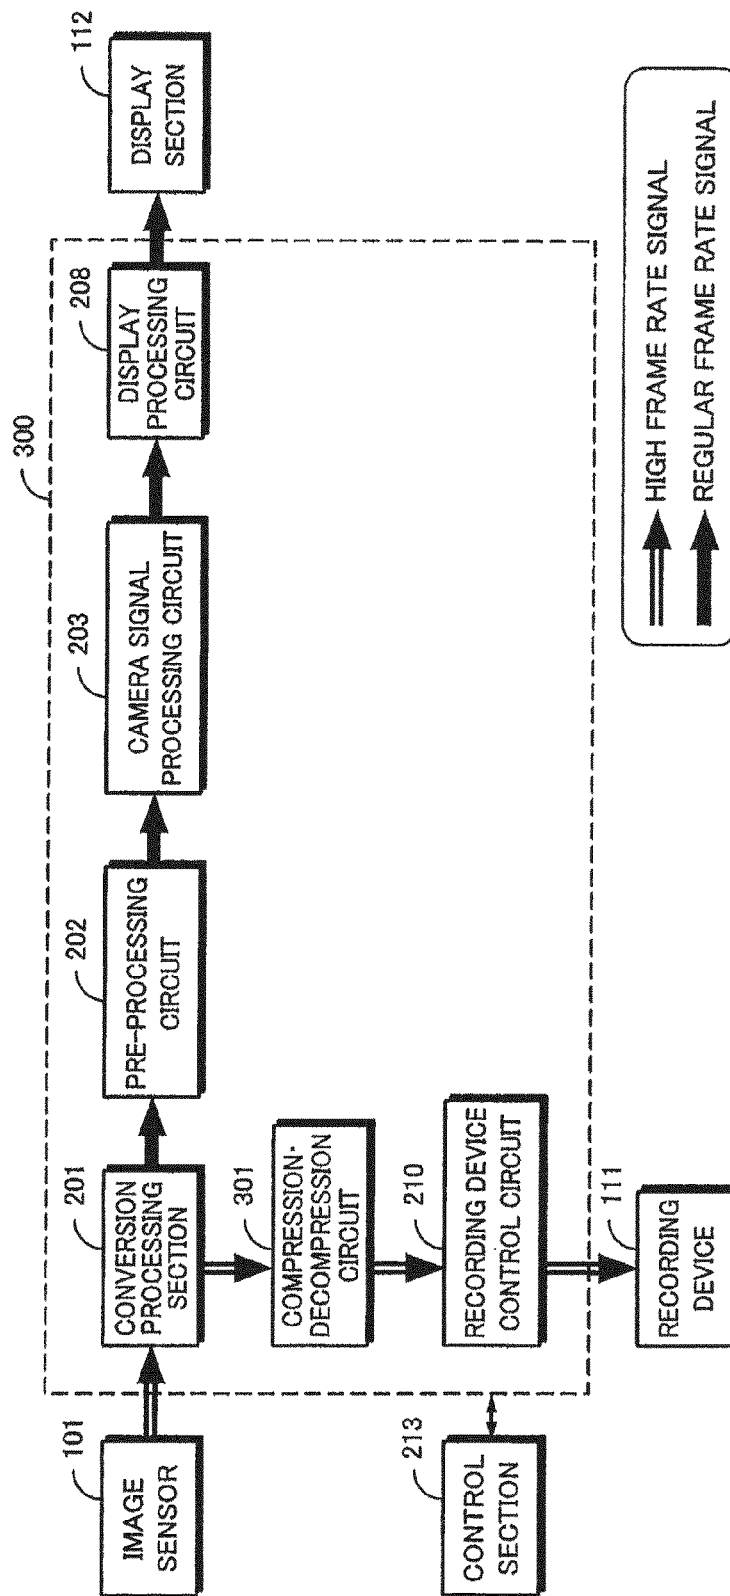 300
101
IMAGE
SENSOR
201
CONVERSION
PROCESSING
SECTION
202
PRE-PROCESSING
CIRCUIT
203
CAMERA SIGNAL
PROCESSING CIRCUIT
208
DISPLAY
PROCESSING
CIRCUIT
112
DISPLAY
SECTION
301
COMPRESSION-
DECOMPRESSION
CIRCUIT
210
RECORDING DEVICE
CONTROL CIRCUIT
213
CONTROL
SECTION
111
RECORDING
DEVICE
HIGH FRAME RATE SIGNAL
REGULAR FRAME RATE SIGNAL